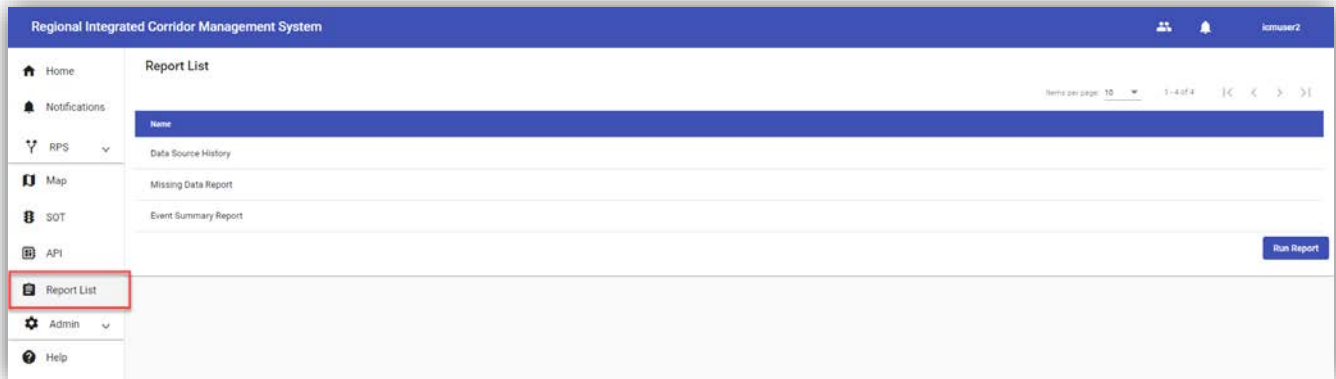 Regional Integrated Corridor Management System
icmuser2
Home
Notifications
RPS
Map
SOT
API
Report List
Admin
Help
Report List
Items per page: 10
1 - 4 of 4
Name
Data Source History
Missing Data Report
Event Summary Report
Run Report